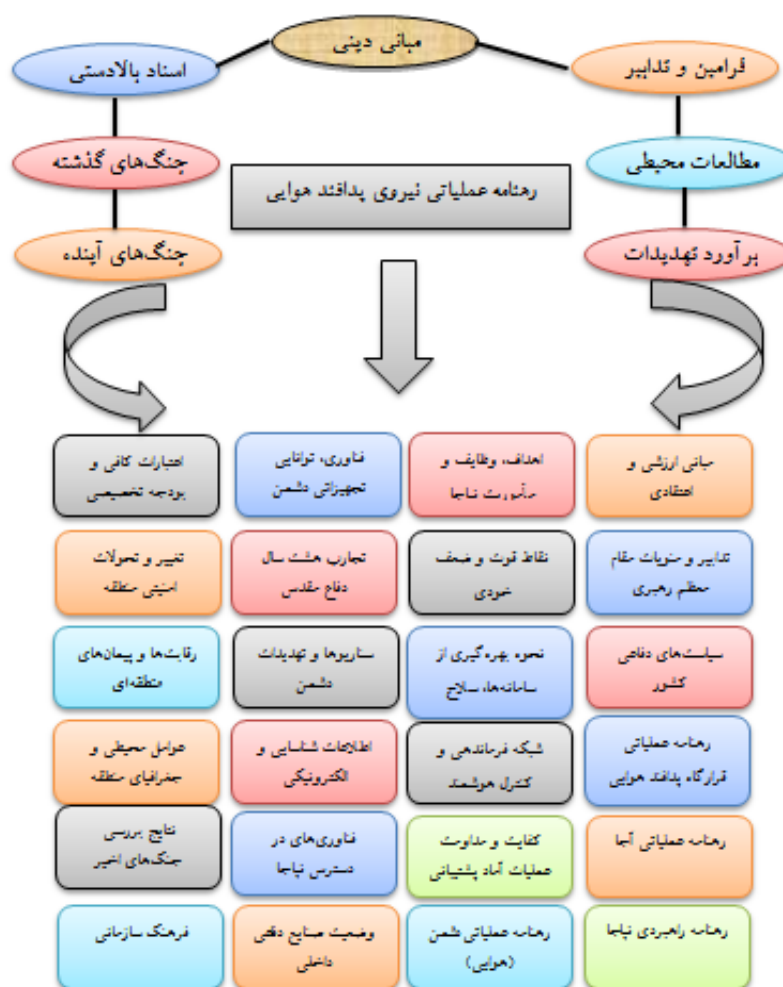 مبانی دینی
فرامین و تدابیر
اسناد بالادستی
مطالعات محیطی
جنگ‌های گذشته
رهنامه عملیاتی نیروی پدافند هوایی
برآورد تهدیدات
جنگ‌های آینده
مبانی ارزشی و
اعتقادی
اهداف، وظایف و
مأموریت نپاجا
فناوری، توانایی
تجهیزاتی دشمن
اعتبارات کافی و
بودجه تخصیصی
تدابیر و منویات مقام
معظم رهبری
نقاط قوت و ضعف
خودی
تجارب هشت سال
دفاع مقدس
تغییر و تحولات
امنیتی منطقه
سیاست‌های دفاعی
کشور
نحوه بهره‌گیری از
سامانه‌ها، سلاح
سناریوها و تهدیدات
دشمن
رقابت‌ها و پیمان‌های
منطقه‌ای
رهنامه عملیاتی
قرارگاه پدافند هوایی
شبکه فرماندهی و
کنترل هوشمند
اطلاعات شناسایی و
الکترونیکی
عوامل محیطی و
جغرافیای منطقه
رهنامه عملیاتی آجا
کفایت و مداومت
عملیات آماد پشتیبانی
فناوری‌های در
دسترس نپاجا
نتایج بررسی
جنگ‌های اخیر
رهنامه راهبردی نپاجا
رهنامه عملیاتی دشمن
(هوایی)
وضعیت صنایع دفتی
داخلی
فرهنگ سازمانی